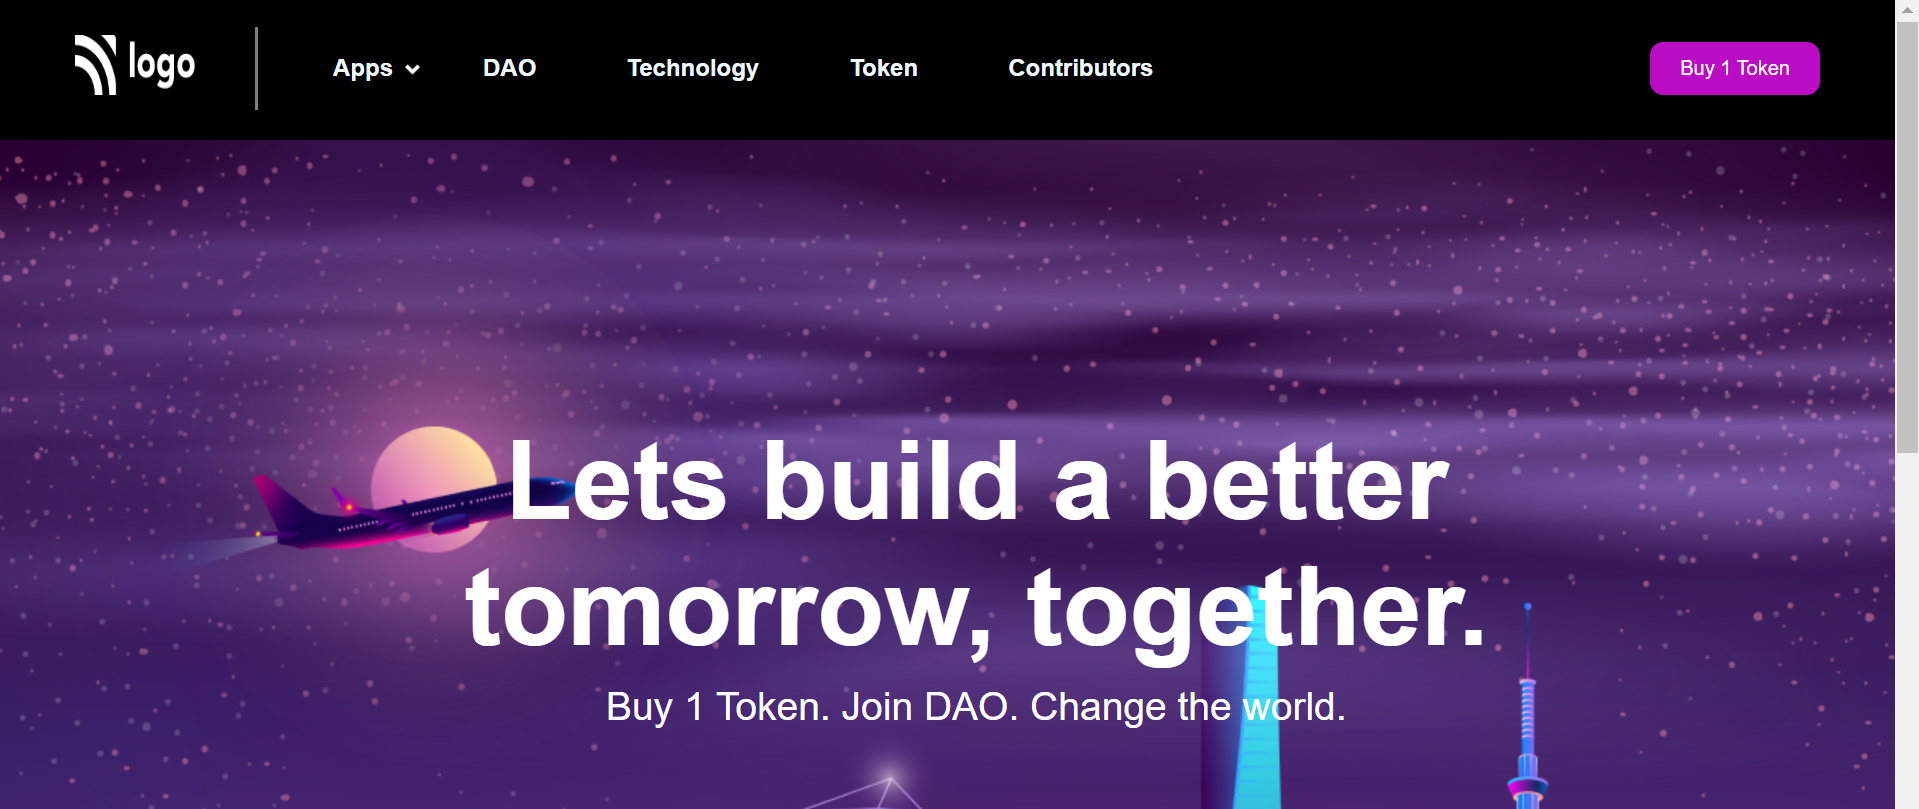 logo
Apps
DAO
Technology
Token
Contributors
Buy 1 Token
Lets build a better
tomorrow, together.
Buy 1 Token. Join DAO. Change the world.